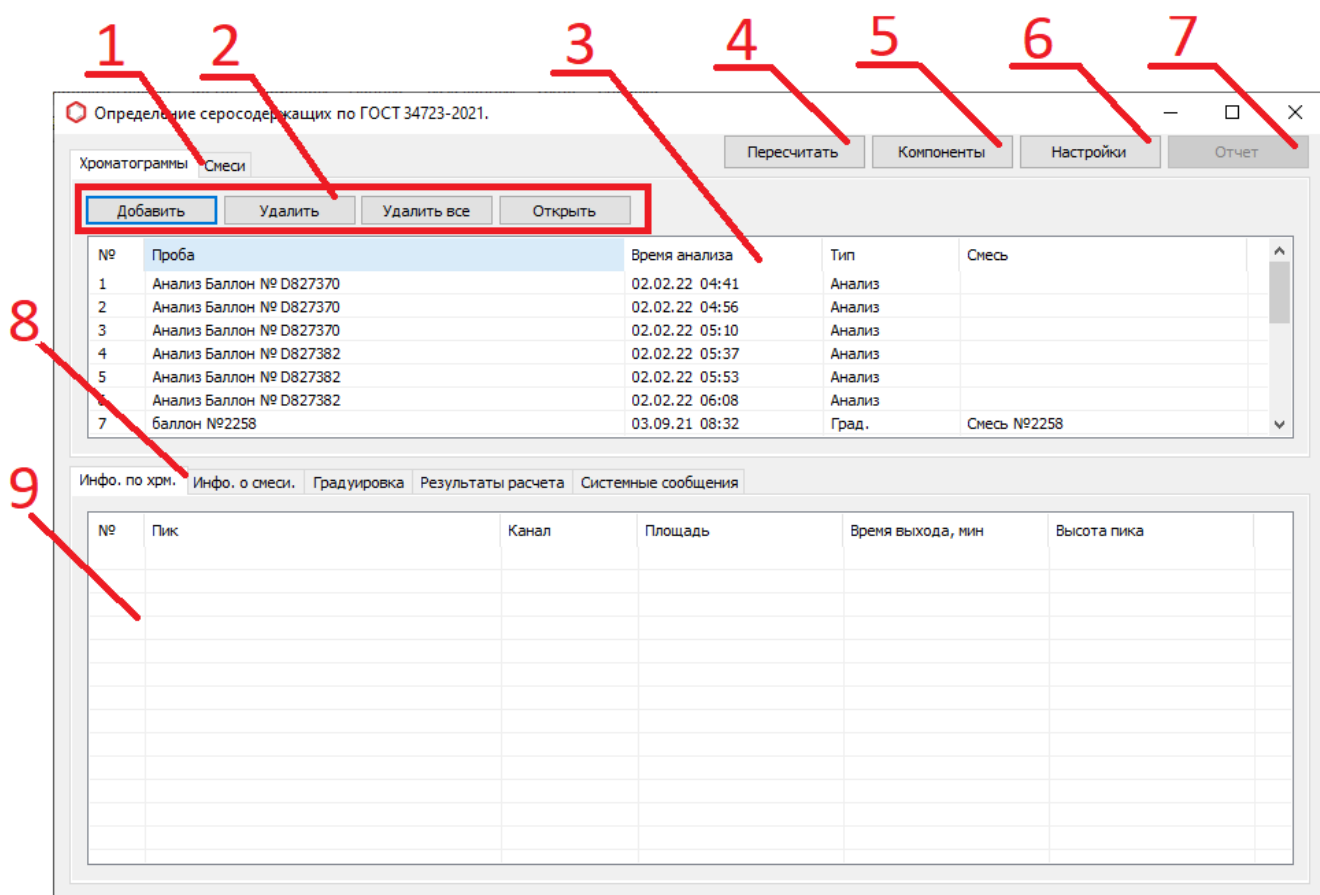 1 2 3 4 5 6 7
Определение серосодержащих по ГОСТ 34723-2021.
Пересчитать Компоненты Настройки Отчет
Хроматограммы Смеси
Добавить Удалить Удалить все Открыть
№ Проба Время анализа Тип Смесь
1 Анализ Баллон № D827370 02.02.22 04:41 Анализ
2 Анализ Баллон № D827370 02.02.22 04:56 Анализ
3 Анализ Баллон № D827370 02.02.22 05:10 Анализ
8
4 Анализ Баллон № D827382 02.02.22 05:37 Анализ
5 Анализ Баллон № D827382 02.02.22 05:53 Анализ
6 Анализ Баллон № D827382 02.02.22 06:08 Анализ
7 баллон №2258 03.09.21 08:32 Град. Смесь №2258
9
Инфо. по хрм. Инфо. о смеси. Градуировка Результаты расчета Системные сообщения
№ Пик Канал Площадь Время выхода, мин Высота пика